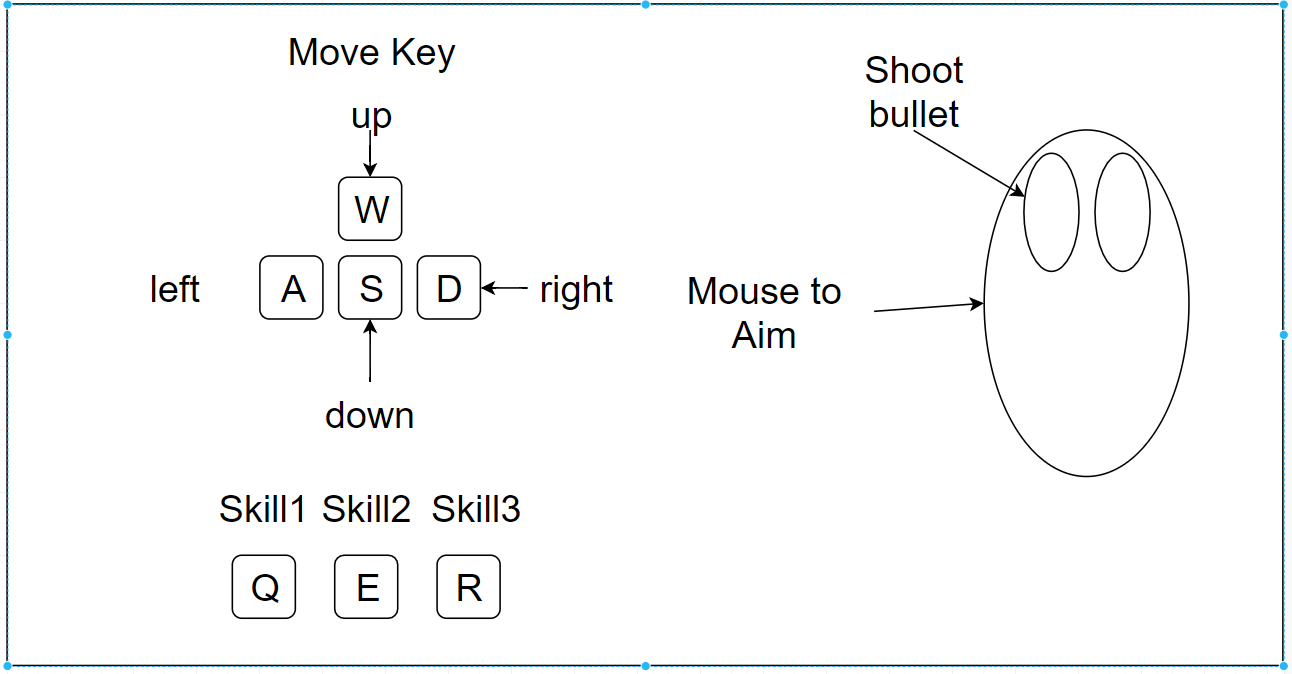 Move Key
up
W
left
A
S
D
right
down
Skill1
Skill2
Skill3
Q
E
R
Shoot
bullet
Mouse to
Aim